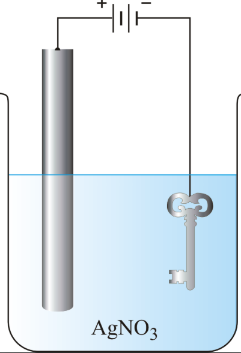 + −
AgNO₃